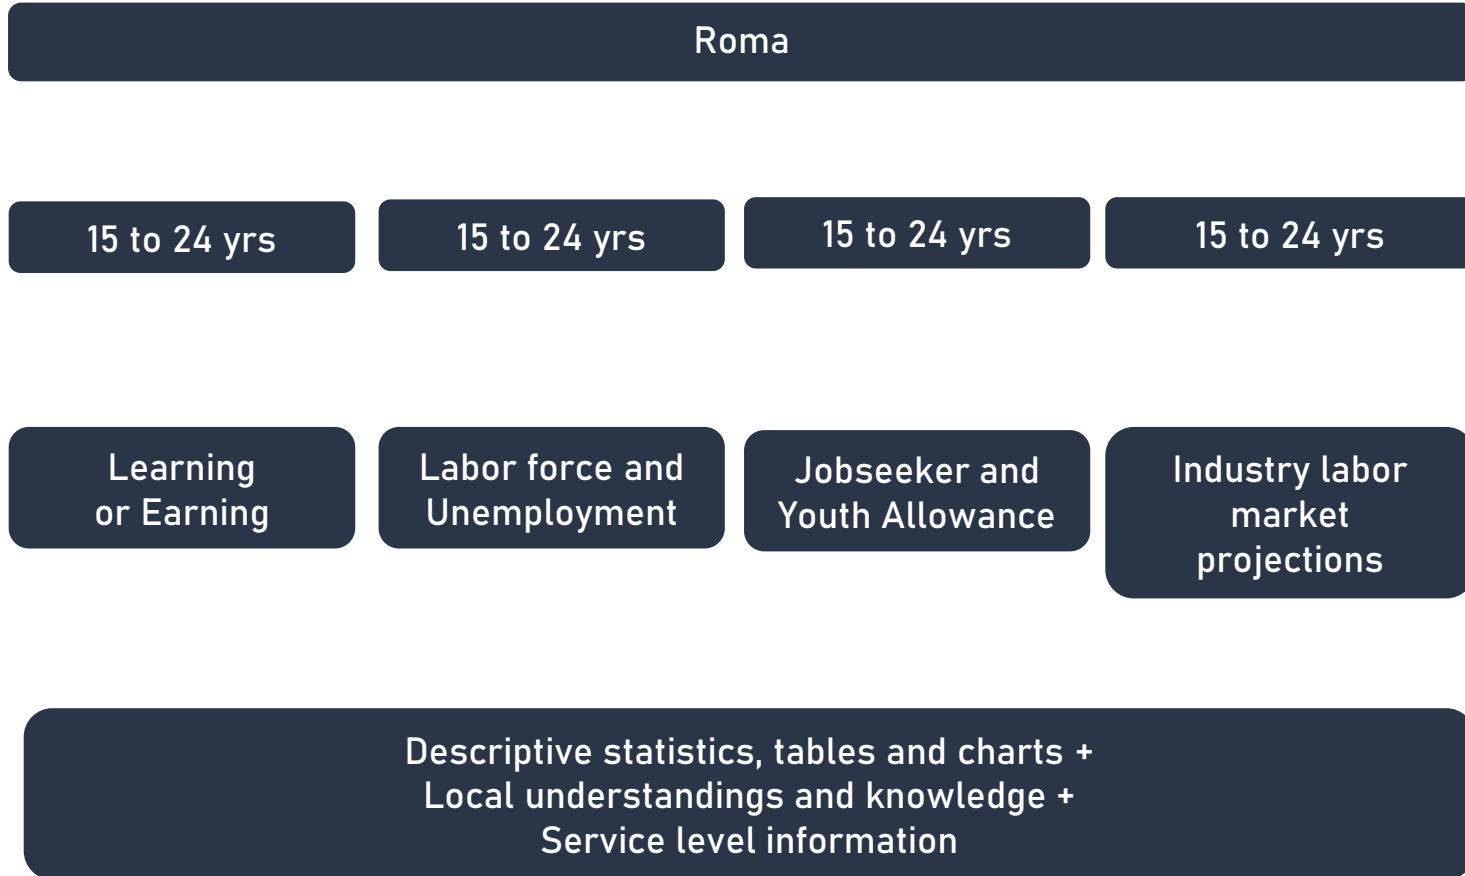 Roma
15 to 24 yrs
15 to 24 yrs
15 to 24 yrs
15 to 24 yrs
Learning
or Earning
Labor force and
Unemployment
Jobseeker and
Youth Allowance
Industry labor
market
projections
Descriptive statistics, tables and charts +
Local understandings and knowledge +
Service level information